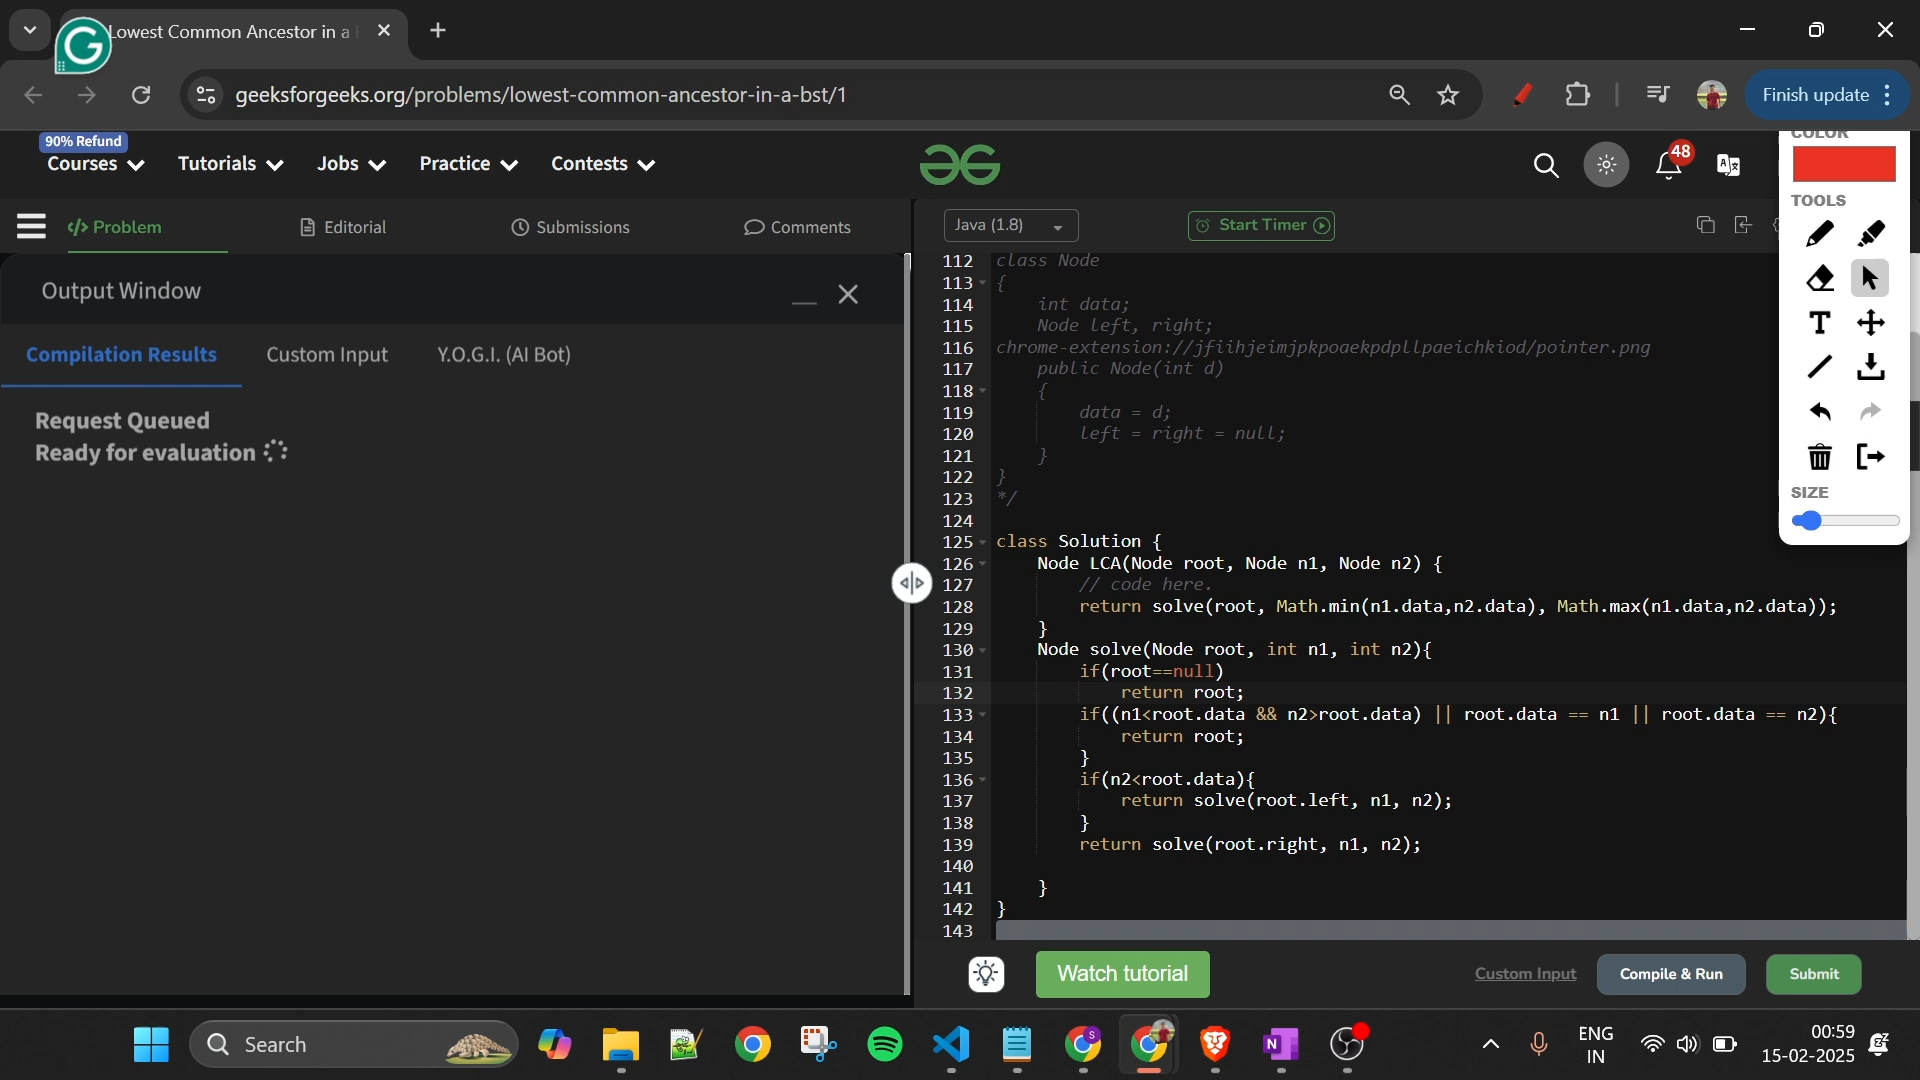 Lowest Common Ancestor in a
geeksforgeeks.org/problems/lowest-common-ancestor-in-a-bst/1
Finish update
90% Refund
Courses
Tutorials
Jobs
Practice
Contests
48
COLOR
TOOLS
SIZE
Problem
Editorial
Submissions
Comments
Java (1.8)
Start Timer
Output Window
Compilation Results
Custom Input
Y.O.G.I. (AI Bot)
Request Queued
Ready for evaluation
112 class Node
113 {
114 int data;
115 Node left, right;
116 chrome-extension://jfiihjeimjpkpoaekpdpllpaeichkiod/pointer.png
117 public Node(int d)
118 {
119 data = d;
120 left = right = null;
121 }
122 }
123 */
124
125 class Solution {
126 Node LCA(Node root, Node n1, Node n2) {
127 // code here.
128 return solve(root, Math.min(n1.data,n2.data), Math.max(n1.data,n2.data));
129 }
130 Node solve(Node root, int n1, int n2){
131 if(root==null)
132 return root;
133 if((n1<root.data && n2>root.data) || root.data == n1 || root.data == n2){
134 return root;
135 }
136 if(n2<root.data){
137 return solve(root.left, n1, n2);
138 }
139 return solve(root.right, n1, n2);
140
141 }
142 }
143
Watch tutorial
Custom Input
Compile & Run
Submit
Search
ENG
IN
00:59
15-02-2025